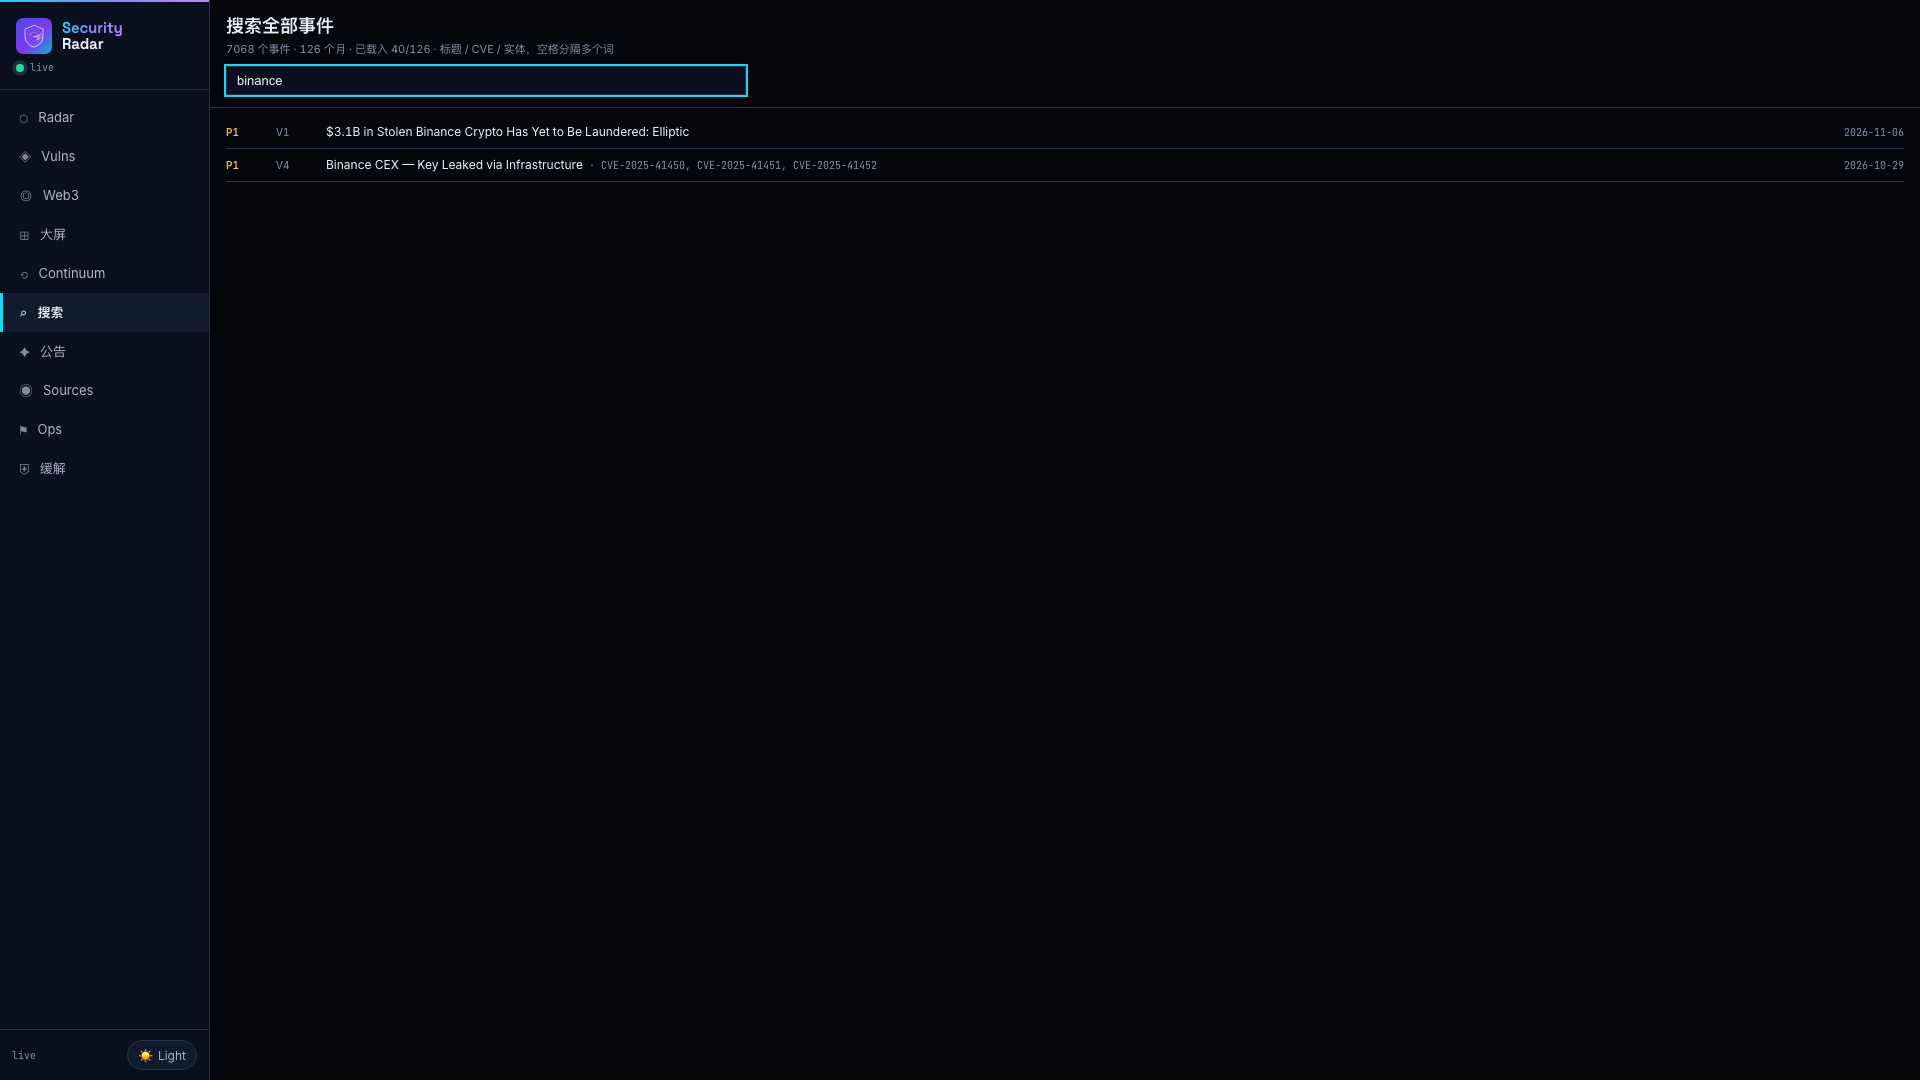 Security
Radar
live
Radar
Vulns
Web3
大屏
Continuum
搜索
公告
Sources
Ops
缓解
live
Light
搜索全部事件
7068 个事件 · 126 个月 · 已载入 40/126 · 标题 / CVE / 实体，空格分隔多个词
binance
P1 V1 $3.1B in Stolen Binance Crypto Has Yet to Be Laundered: Elliptic 2026-11-06
P1 V4 Binance CEX — Key Leaked via Infrastructure · CVE-2025-41450, CVE-2025-41451, CVE-2025-41452 2026-10-29